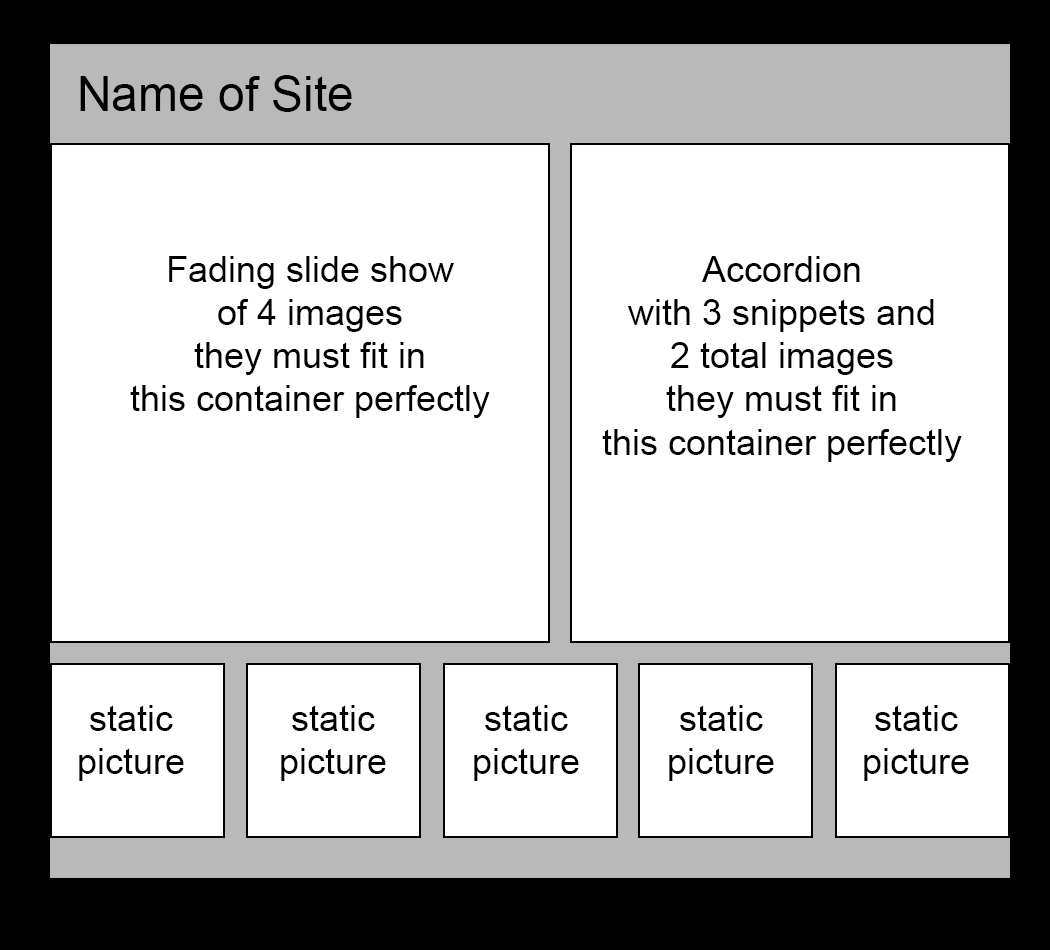 Name of Site
Fading slide show
of 4 images
they must fit in
this container perfectly
Accordion
with 3 snippets and
2 total images
they must fit in
this container perfectly
static
picture
static
picture
static
picture
static
picture
static
picture